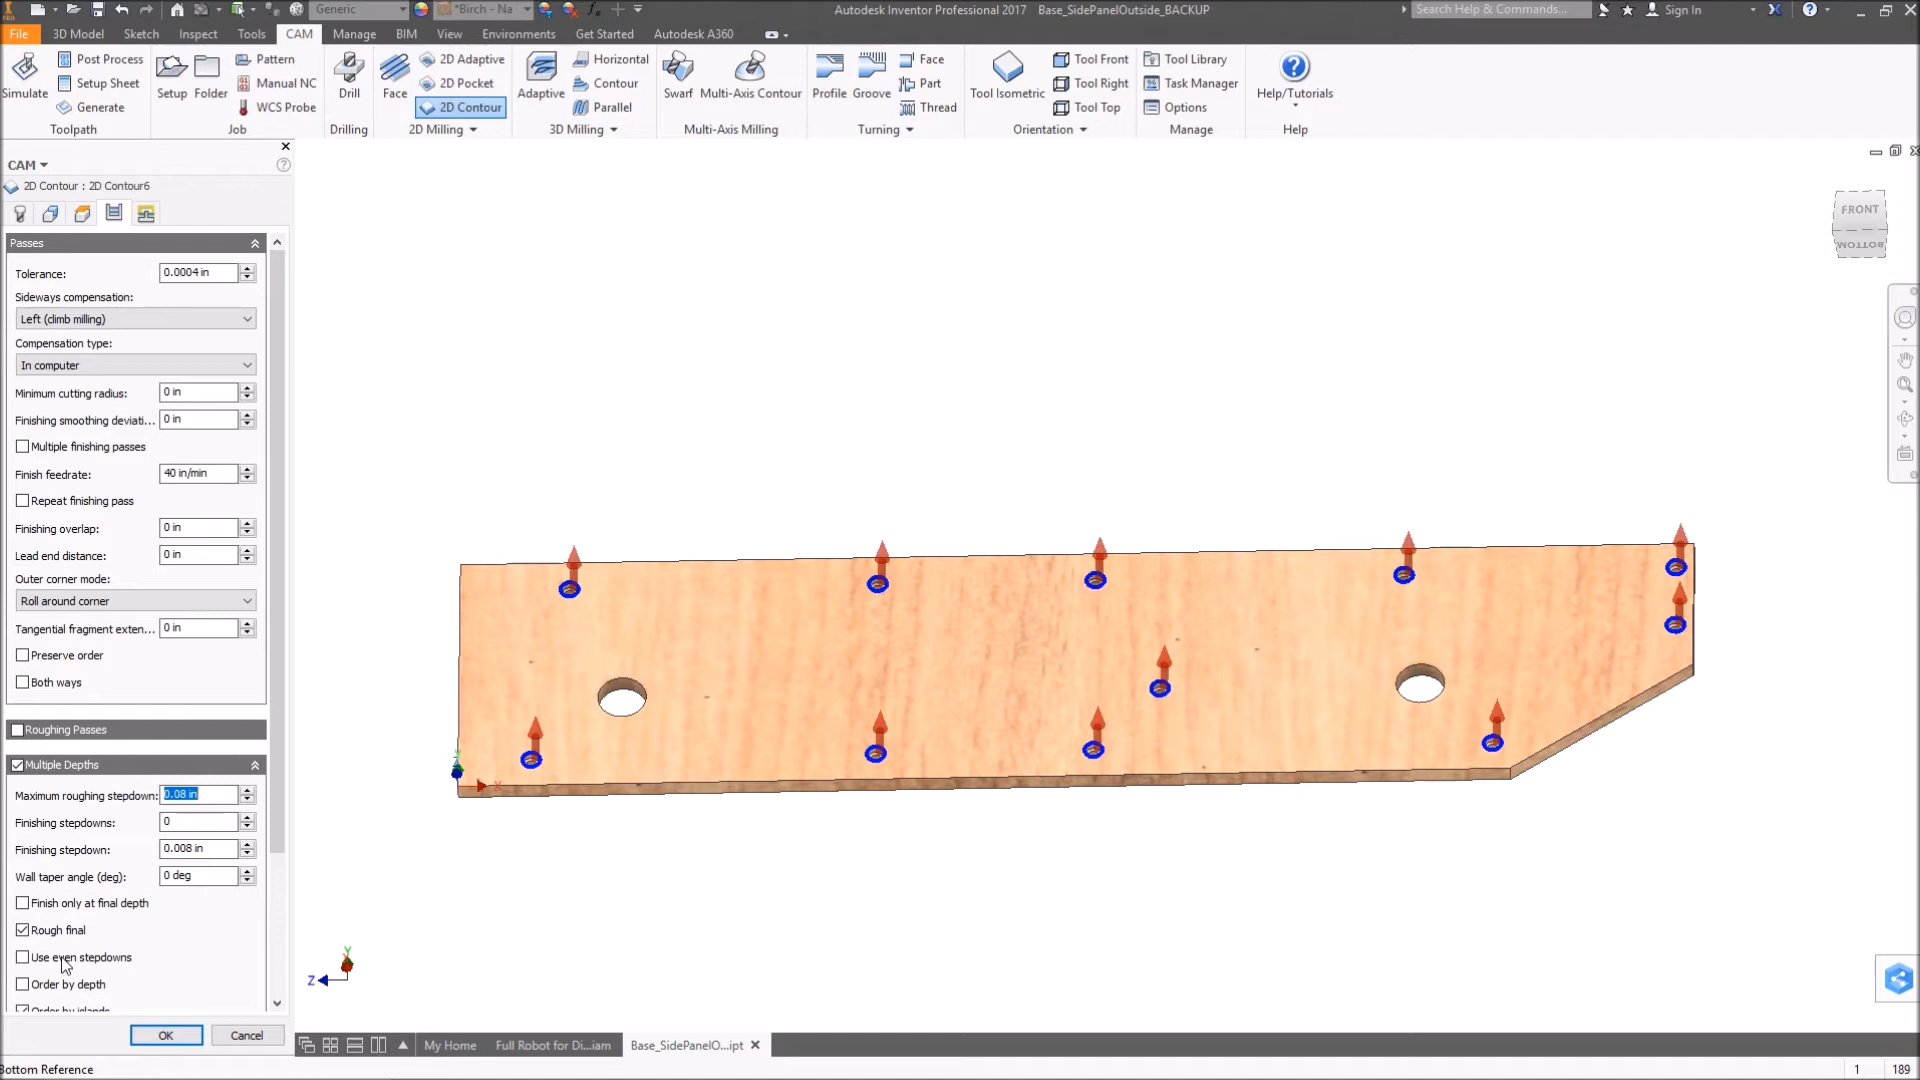 Generic
*Birch - Na
Autodesk Inventor Professional 2017 Base_SidePanelOutside_BACKUP
Search Help & Commands...
Sign In
File 3D Model Sketch Inspect Tools CAM Manage BIM View Environments Get Started Autodesk A360
Simulate
Post Process
Setup Sheet
Generate
Toolpath
Setup
Folder
Pattern
Manual NC
WCS Probe
Job
Drill
Drilling
Face
2D Adaptive
2D Pocket
2D Contour
2D Milling
Adaptive
Horizontal
Contour
Parallel
3D Milling
Swarf
Multi-Axis Contour
Multi-Axis Milling
Profile
Groove
Face
Part
Thread
Turning
Tool Isometric
Tool Front
Tool Right
Tool Top
Orientation
Tool Library
Task Manager
Options
Manage
Help/Tutorials
Help
CAM
2D Contour : 2D Contour6
Passes
Tolerance: 0.0004 in
Sideways compensation:
Left (climb milling)
Compensation type:
In computer
Minimum cutting radius: 0 in
Finishing smoothing deviati... 0 in
Multiple finishing passes
Finish feedrate: 40 in/min
Repeat finishing pass
Finishing overlap: 0 in
Lead end distance: 0 in
Outer corner mode:
Roll around corner
Tangential fragment exten... 0 in
Preserve order
Both ways
Roughing Passes
Multiple Depths
Maximum roughing stepdown: 0.08 in
Finishing stepdowns: 0
Finishing stepdown: 0.008 in
Wall taper angle (deg): 0 deg
Finish only at final depth
Rough final
Use even stepdowns
Order by depth
Order by islands
OK Cancel
FRONT
BOTTOM
X
Y
Z
My Home Full Robot for Di...iam Base_SidePanelO...ipt
Bottom Reference
1 189